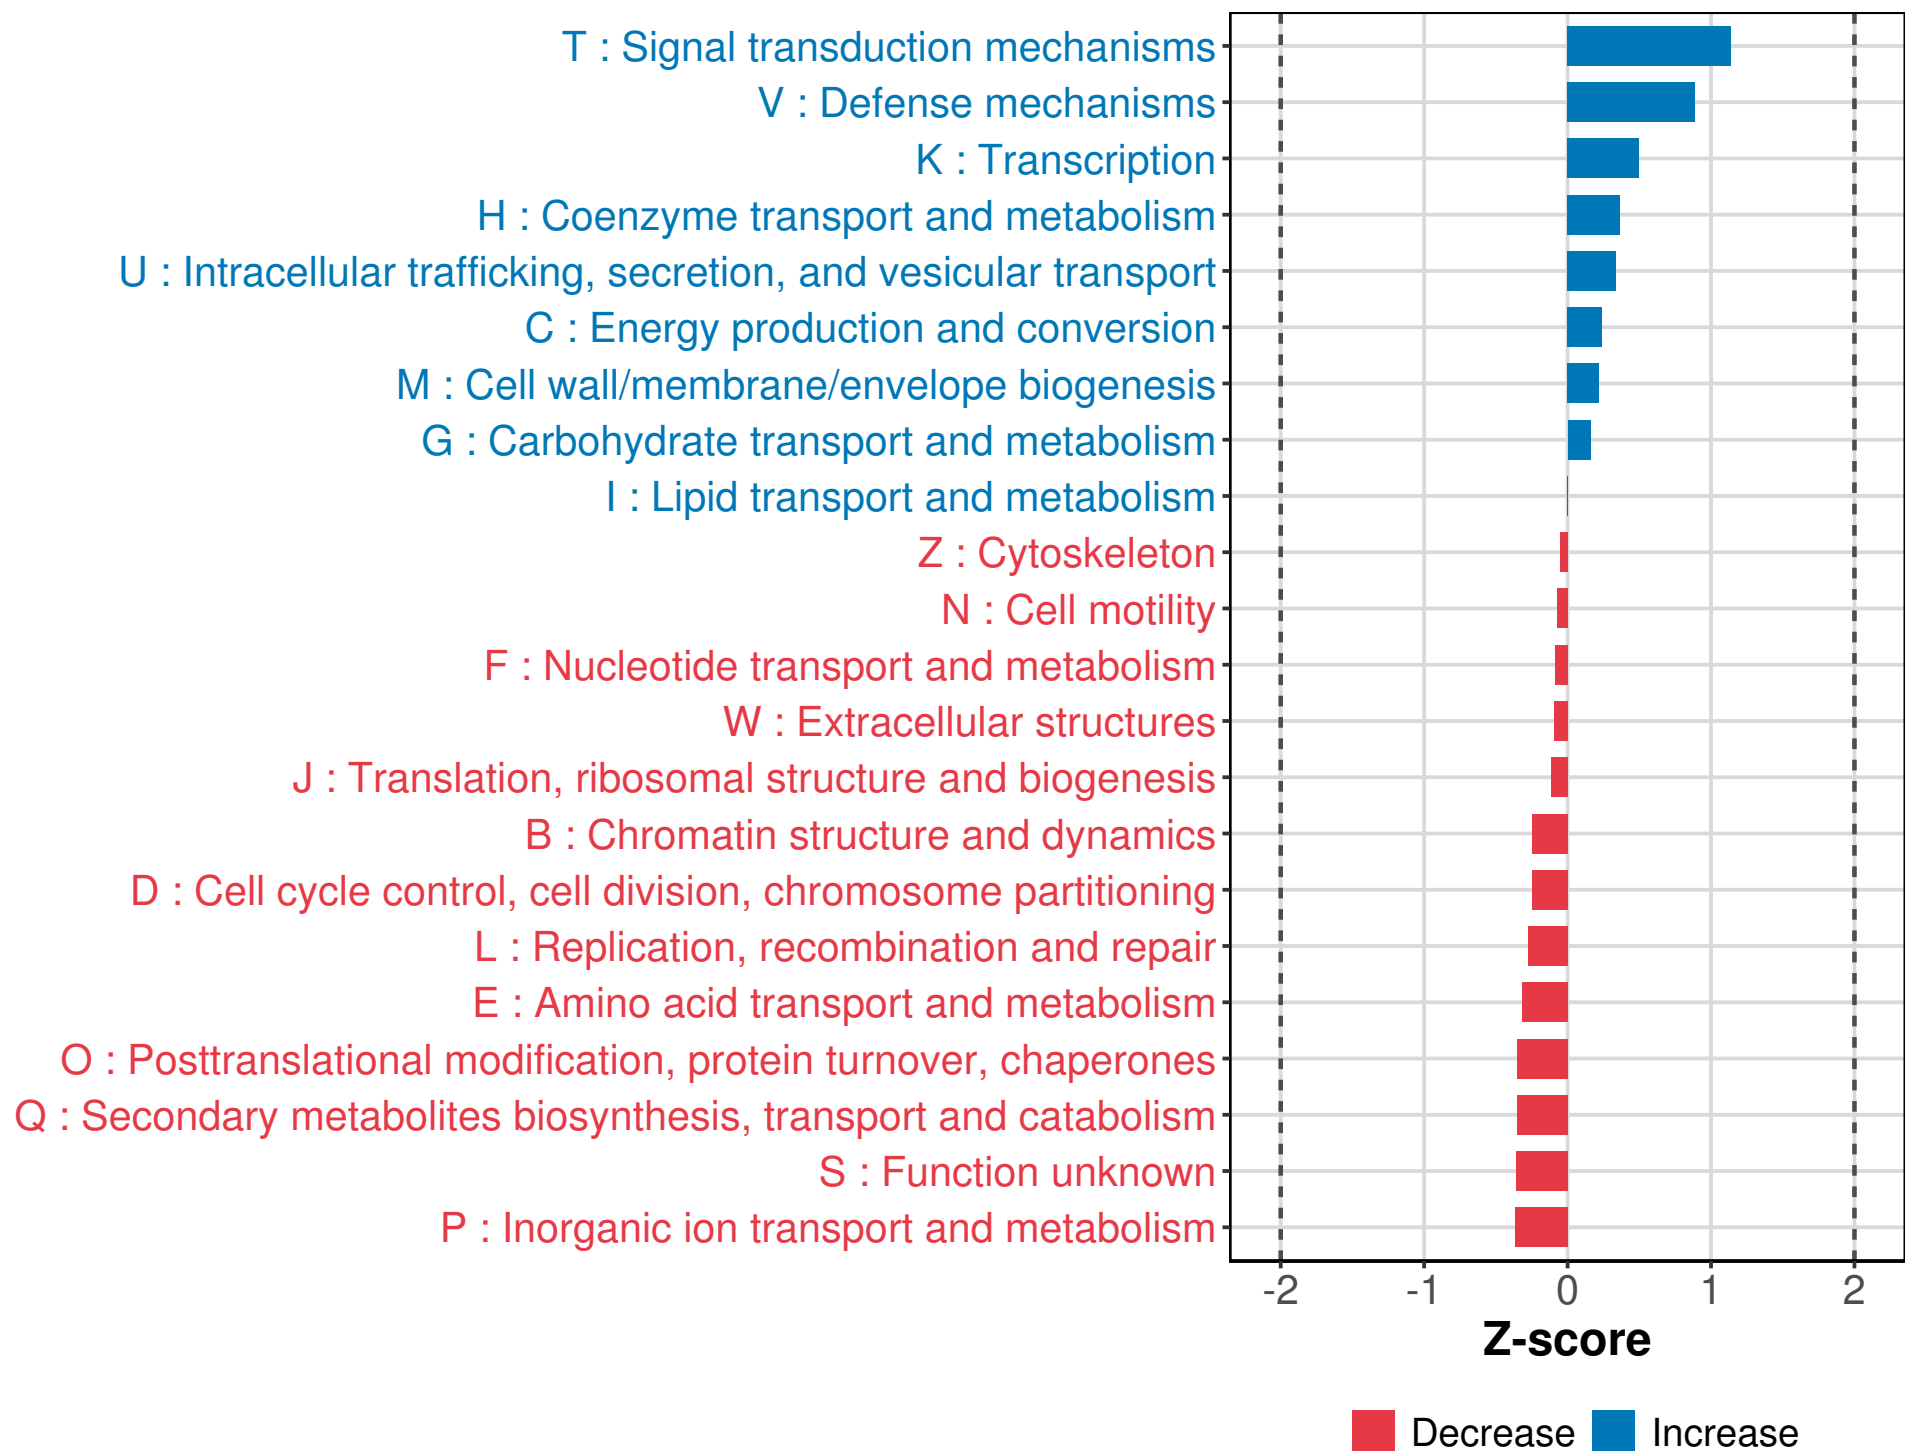 T : Signal transduction mechanisms
V : Defense mechanisms
K : Transcription
H : Coenzyme transport and metabolism
U : Intracellular trafficking, secretion, and vesicular transport
C : Energy production and conversion
M : Cell wall/membrane/envelope biogenesis
G : Carbohydrate transport and metabolism
I : Lipid transport and metabolism
Z : Cytoskeleton
N : Cell motility
F : Nucleotide transport and metabolism
W : Extracellular structures
J : Translation, ribosomal structure and biogenesis
B : Chromatin structure and dynamics
D : Cell cycle control, cell division, chromosome partitioning
L : Replication, recombination and repair
E : Amino acid transport and metabolism
O : Posttranslational modification, protein turnover, chaperones
Q : Secondary metabolites biosynthesis, transport and catabolism
S : Function unknown
P : Inorganic ion transport and metabolism
-2 -1 0 1 2
Z-score
Decrease Increase